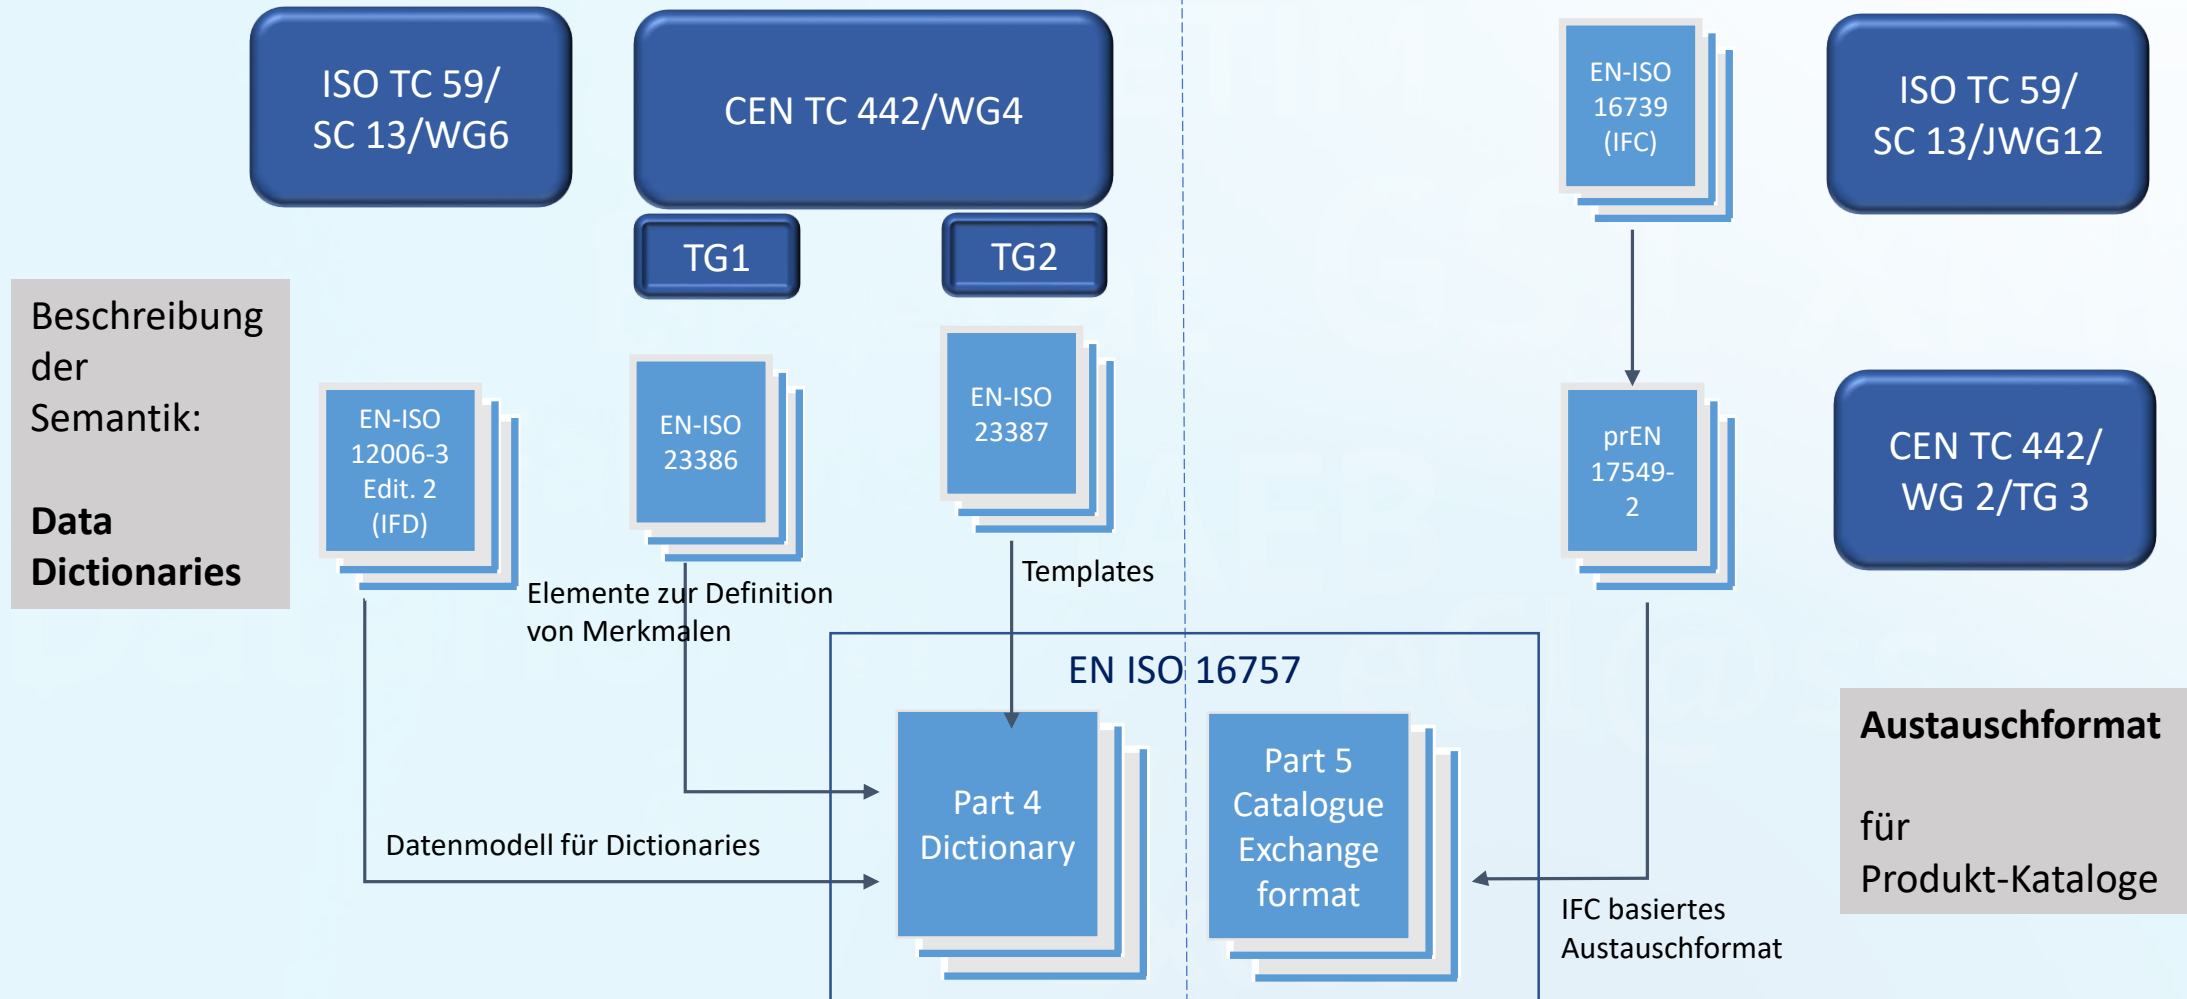 ISO TC 59/
SC 13/WG6
CEN TC 442/WG4
TG1
TG2
EN-ISO
16739
(IFC)
ISO TC 59/
SC 13/JWG12
Beschreibung
der
Semantik:
Data
Dictionaries
EN-ISO
12006-3
Edit. 2
(IFD)
EN-ISO
23386
EN-ISO
23387
prEN
17549-
2
CEN TC 442/
WG 2/TG 3
Elemente zur Definition
von Merkmalen
Templates
EN ISO 16757
Datenmodell für Dictionaries
Part 4
Dictionary
Part 5
Catalogue
Exchange
format
IFC basiertes
Austauschformat
Austauschformat
für
Produkt-Kataloge